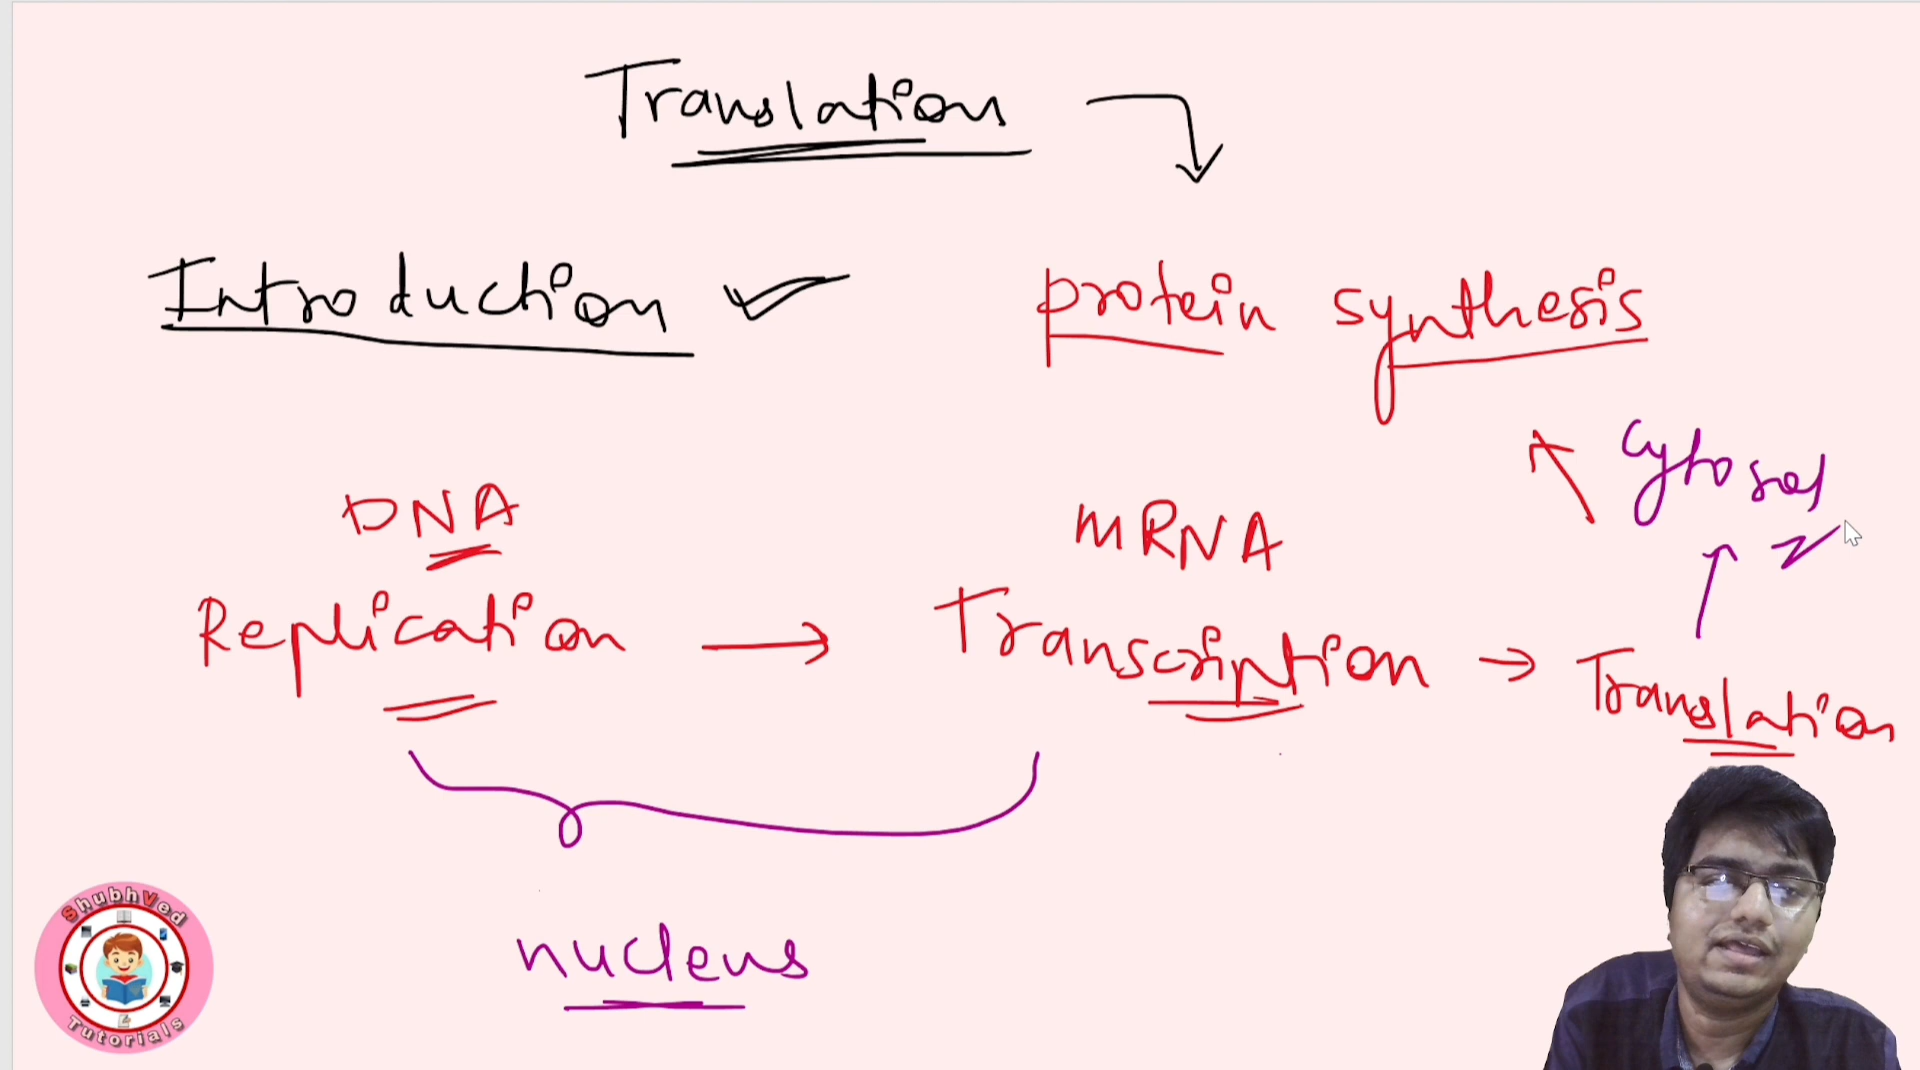 Translation
Introduction
protein synthesis
cytosol
DNA
mRNA
Replication → Transcription → Translation
nucleus
ShubhVed
Tutorials